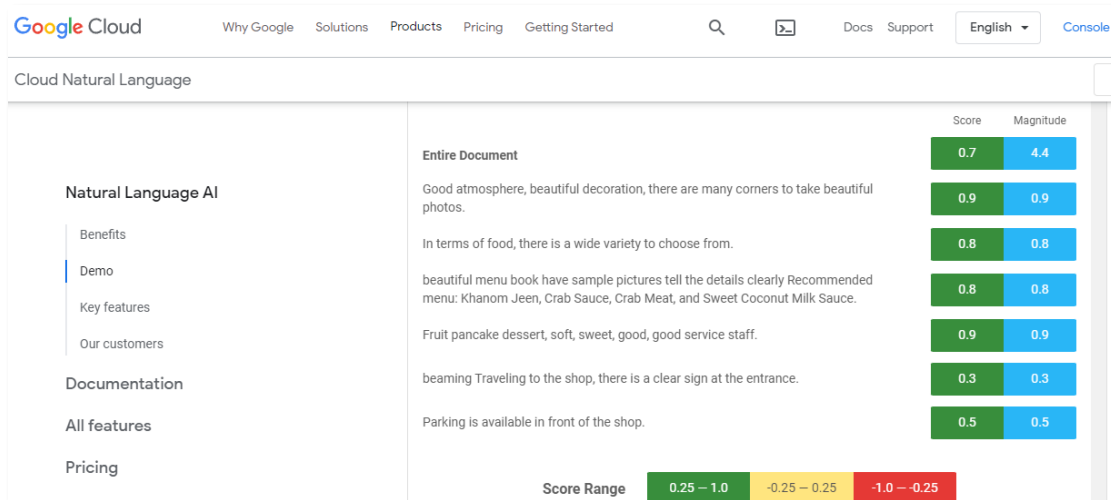 Google Cloud
Why Google Solutions Products Pricing Getting Started
Docs Support English Console
Cloud Natural Language
Natural Language AI
Benefits
Demo
Key features
Our customers
Documentation
All features
Pricing
Score Magnitude
Entire Document 0.7 4.4
Good atmosphere, beautiful decoration, there are many corners to take beautiful
photos. 0.9 0.9
In terms of food, there is a wide variety to choose from. 0.8 0.8
beautiful menu book have sample pictures tell the details clearly Recommended
menu: Khanom Jeen, Crab Sauce, Crab Meat, and Sweet Coconut Milk Sauce. 0.8 0.8
Fruit pancake dessert, soft, sweet, good, good service staff. 0.9 0.9
beaming Traveling to the shop, there is a clear sign at the entrance. 0.3 0.3
Parking is available in front of the shop. 0.5 0.5
Score Range 0.25 — 1.0 -0.25 — 0.25 -1.0 — -0.25